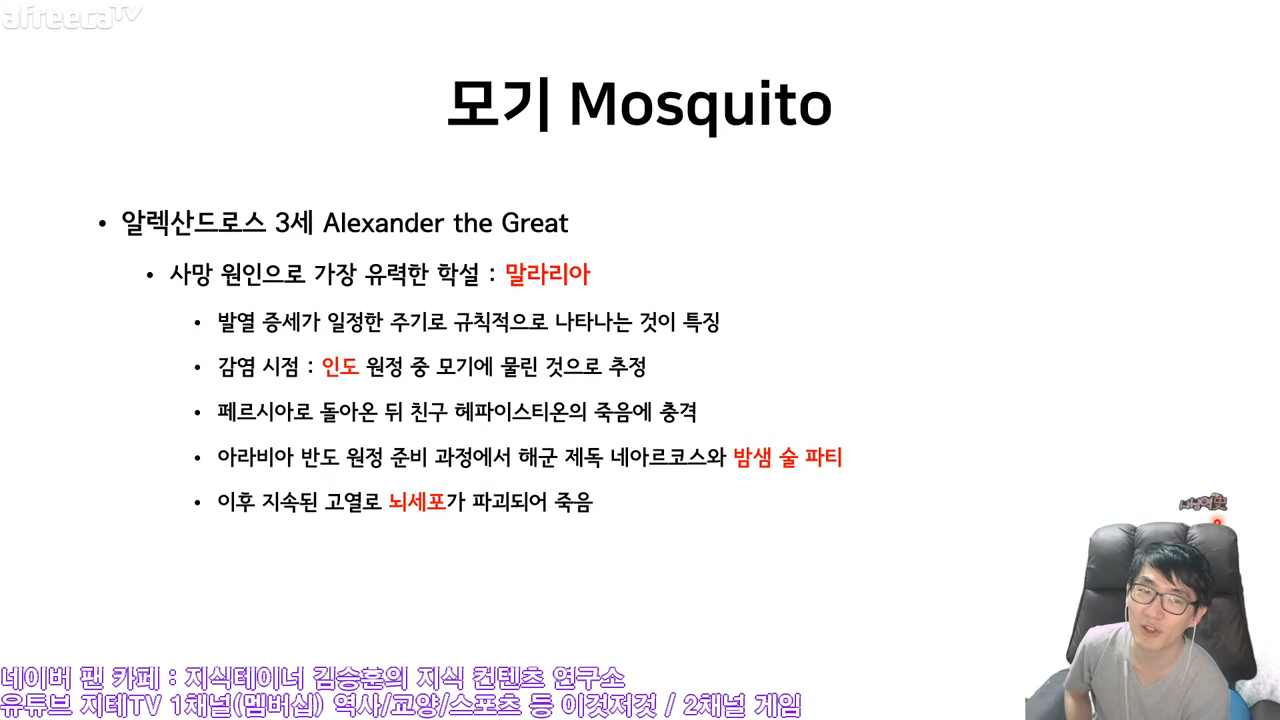 afreecaTV
모기 Mosquito
• 알렉산드로스 3세 Alexander the Great
• 사망 원인으로 가장 유력한 학설 : 말라리아
• 발열 증세가 일정한 주기로 규칙적으로 나타나는 것이 특징
• 감염 시점 : 인도 원정 중 모기에 물린 것으로 추정
• 페르시아로 돌아온 뒤 친구 헤파이스티온의 죽음에 충격
• 아라비아 반도 원정 준비 과정에서 해군 제독 네아르코스와 밤샘 술 파티
• 이후 지속된 고열로 뇌세포가 파괴되어 죽음
네이버 팬 카페 : 지식테이너 김승훈의 지식 컨텐츠 연구소
유튜브 지테TV 1채널(멤버십) 역사/교양/스포츠 등 이것저것 / 2채널 게임